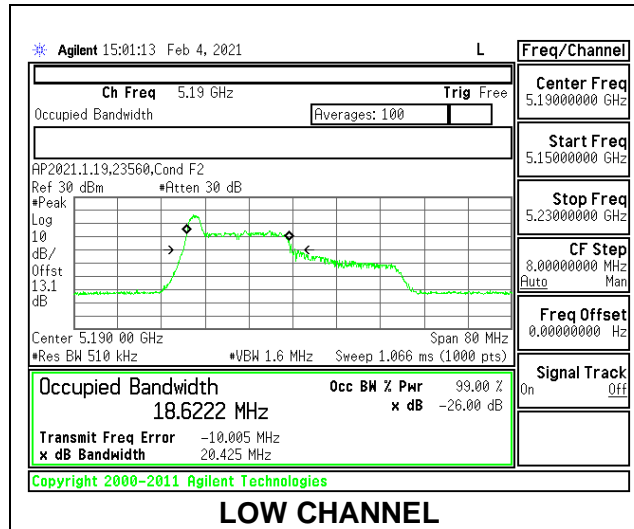 Agilent 15:01:13 Feb 4, 2021 L Freq/Channel
Ch Freq 5.19 GHz Trig Free
Occupied Bandwidth Averages: 100
AP2021.1.19,23560,Cond F2
Ref 30 dBm #Atten 30 dB
#Peak
Log
10
dB/
Offst
13.1
dB
Center 5.190 00 GHz Span 80 MHz
#Res BW 510 kHz #VBW 1.6 MHz Sweep 1.066 ms (1000 pts)
Occupied Bandwidth Occ BW % Pwr 99.00 %
18.6222 MHz x dB -26.00 dB
Transmit Freq Error -10.005 MHz
x dB Bandwidth 20.425 MHz
Copyright 2000-2011 Agilent Technologies
Center Freq
5.19000000 GHz
Start Freq
5.15000000 GHz
Stop Freq
5.23000000 GHz
CF Step
8.00000000 MHz
Auto Man
Freq Offset
0.00000000 Hz
Signal Track
On Off
LOW CHANNEL